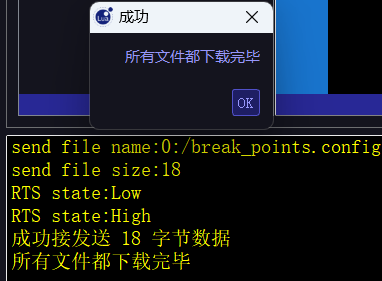 Lua
成功
所有文件都下载完毕
OK
send file name:0:/break_points.config
send file size:18
RTS state:Low
RTS state:High
成功接发送 18 字节数据
所有文件都下载完毕